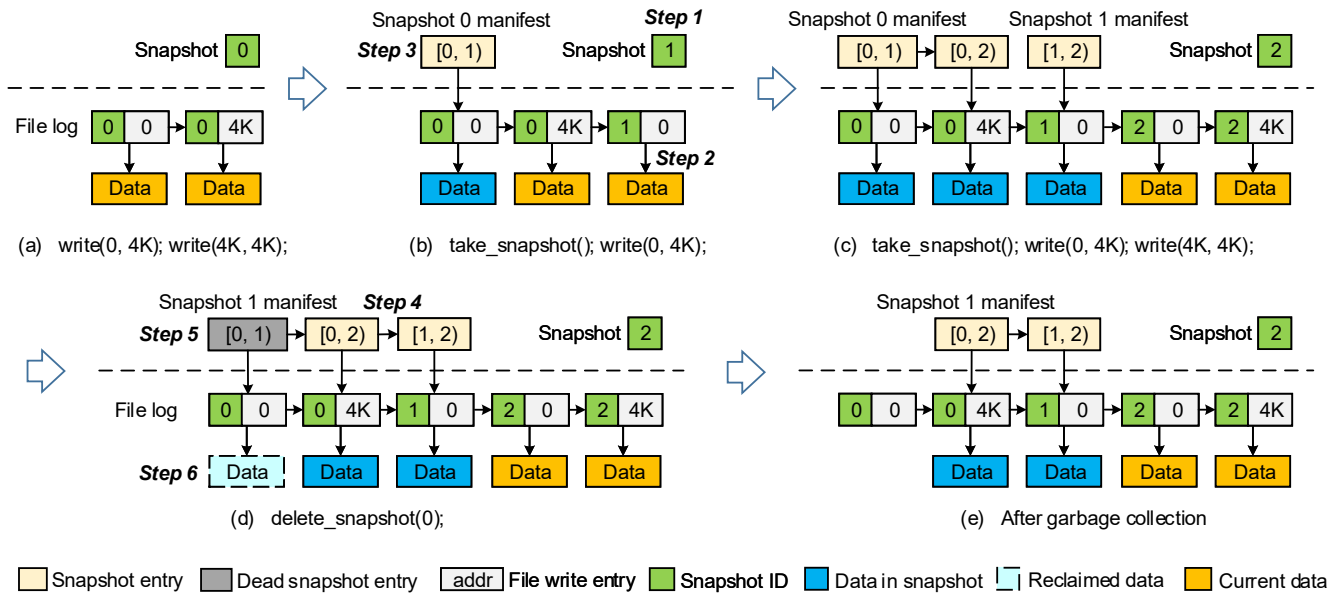 Snapshot 0
File log 0 0 0 4K
Data Data
(a) write(0, 4K); write(4K, 4K);
Snapshot 0 manifest Step 1
Step 3 [0, 1) Snapshot 1
0 0 0 4K 1 0
Step 2
Data Data Data
(b) take_snapshot(); write(0, 4K);
Snapshot 0 manifest Snapshot 1 manifest
[0, 1) [0, 2) [1, 2) Snapshot 2
0 0 0 4K 1 0 2 0 2 4K
Data Data Data Data Data
(c) take_snapshot(); write(0, 4K); write(4K, 4K);
Snapshot 1 manifest Step 4
Step 5 [0, 1) [0, 2) [1, 2) Snapshot 2
File log 0 0 0 4K 1 0 2 0 2 4K
Step 6 Data Data Data Data Data
(d) delete_snapshot(0);
Snapshot 1 manifest
[0, 2) [1, 2) Snapshot 2
0 0 0 4K 1 0 2 0 2 4K
Data Data Data Data
(e) After garbage collection
Snapshot entry Dead snapshot entry addr File write entry Snapshot ID Data in snapshot Reclaimed data Current data